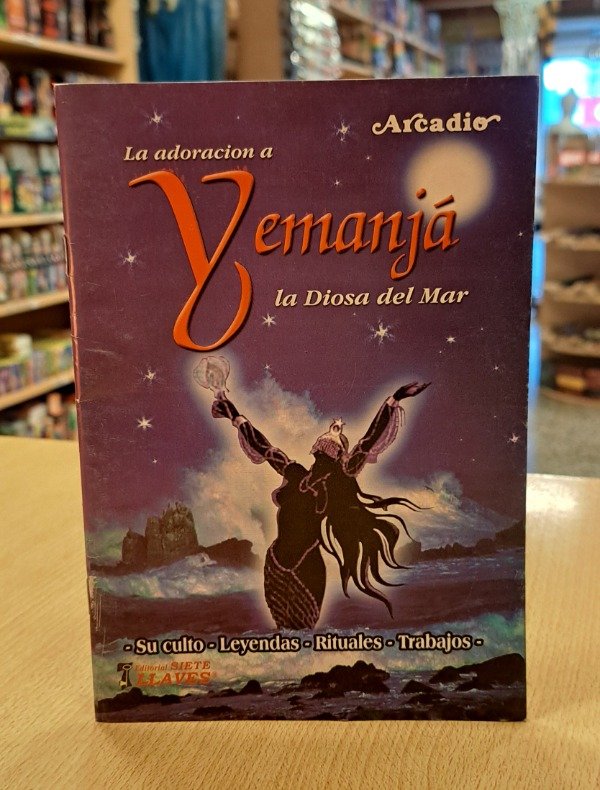 Arcadio
La adoracion a
Yemanjá
la Diosa del Mar
- Su culto - Leyendas - Rituales - Trabajos -
Editorial SIETE
LLAVES